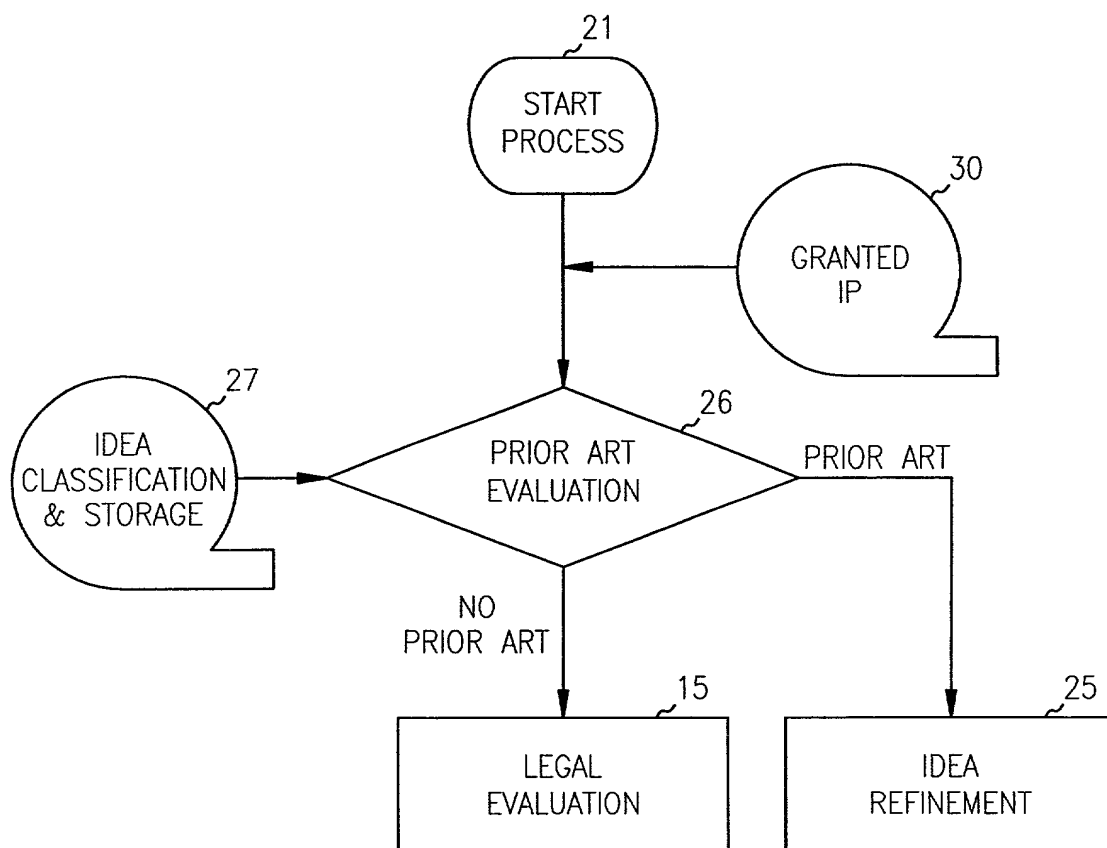 21
START
PROCESS
30
GRANTED
IP
27
IDEA
CLASSIFICATION
& STORAGE
26
PRIOR ART
EVALUATION
PRIOR ART
NO
PRIOR ART
15
LEGAL
EVALUATION
25
IDEA
REFINEMENT